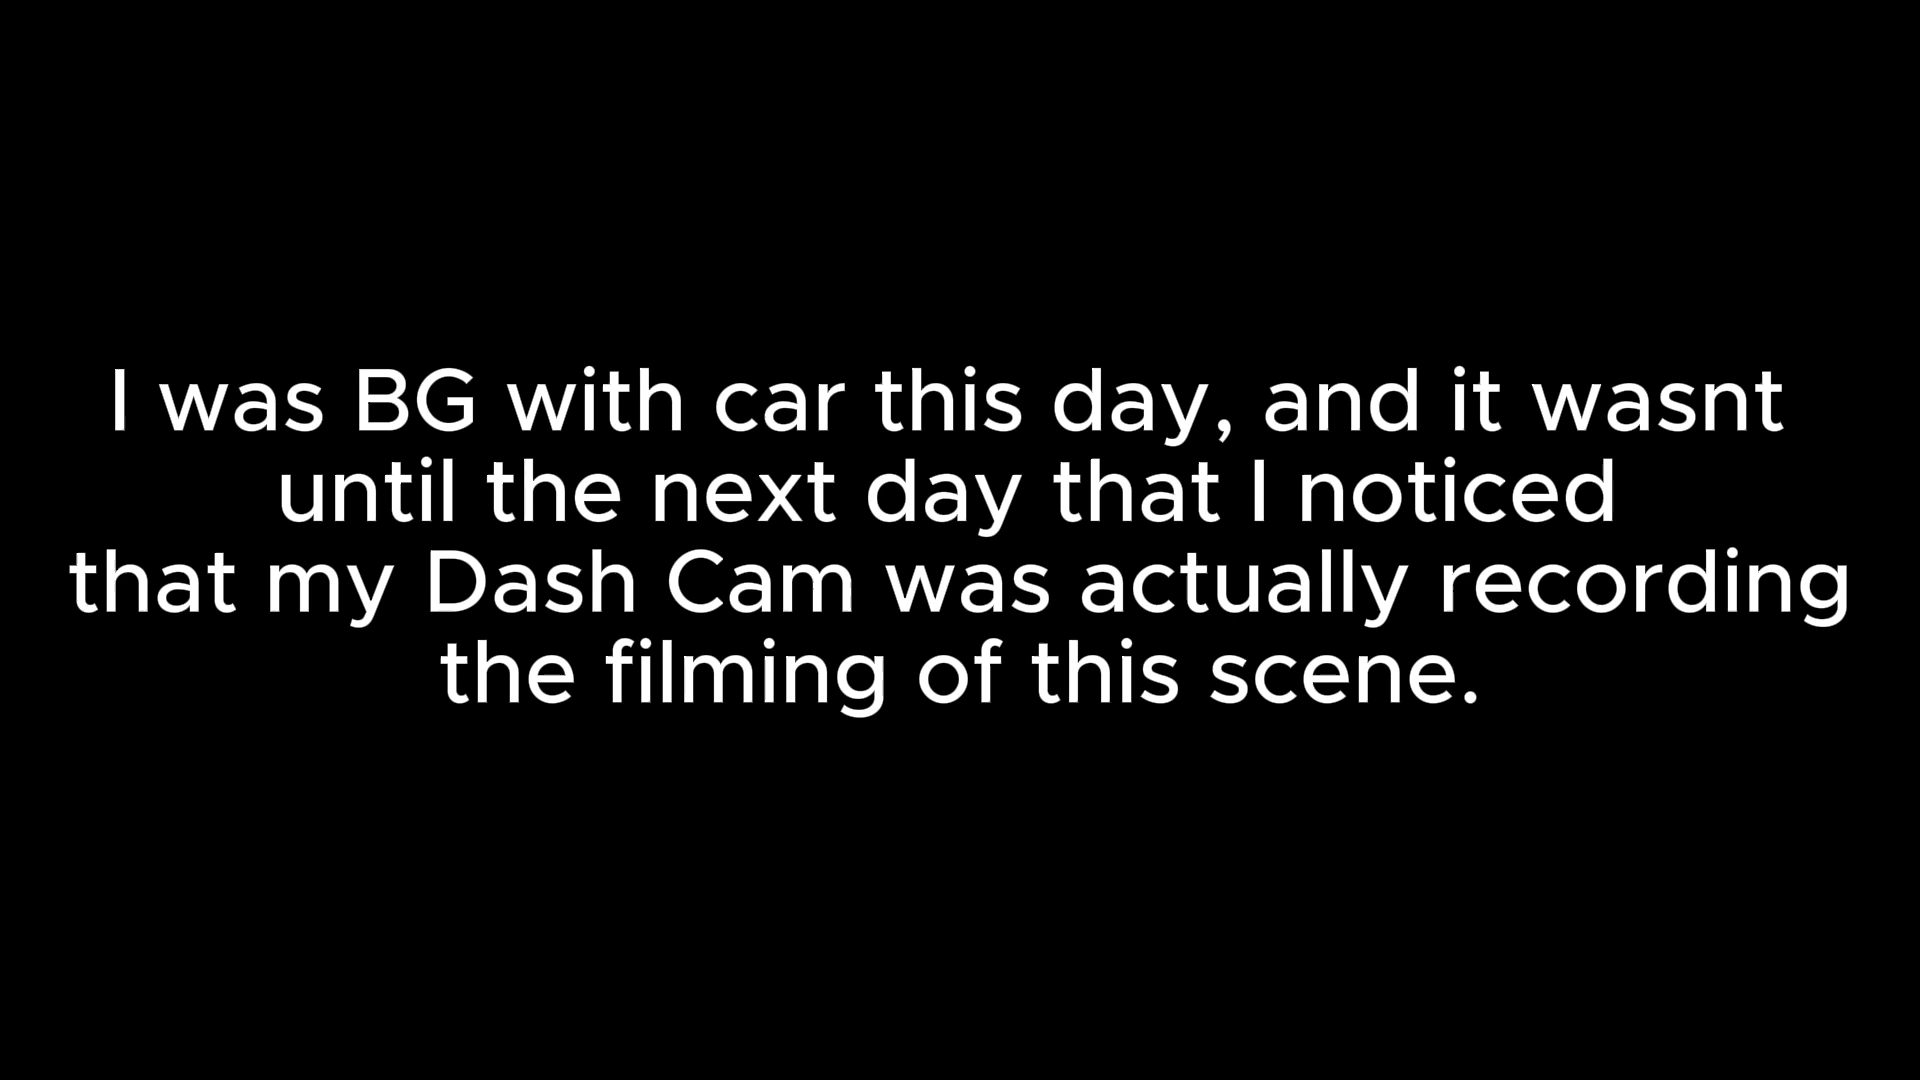 I was BG with car this day, and it wasnt
until the next day that I noticed
that my Dash Cam was actually recording
the filming of this scene.